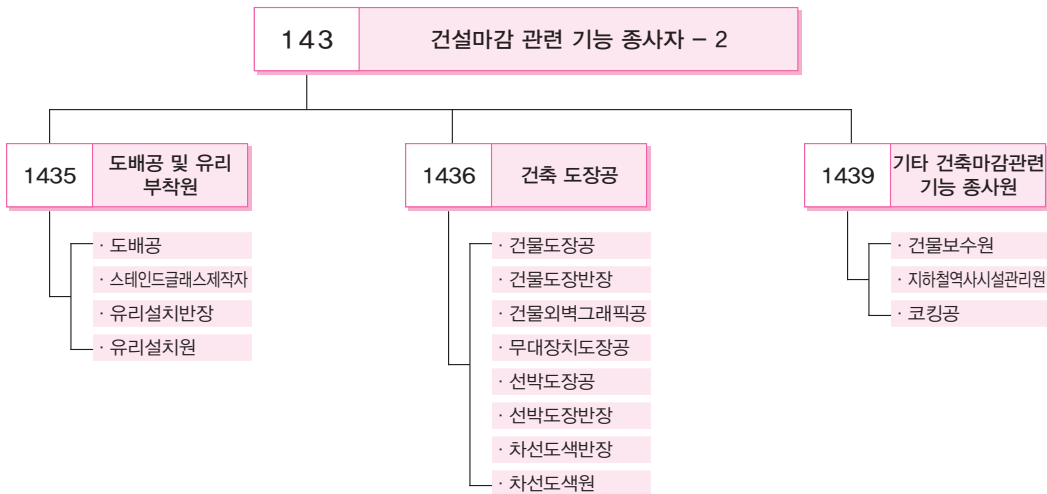 143 건설마감 관련 기능 종사자 - 2
1435 도배공 및 유리
부착원
· 도배공
· 스테인드글래스제작자
· 유리설치반장
· 유리설치원
1436 건축 도장공
· 건물도장공
· 건물도장반장
· 건물외벽그래픽공
· 무대장치도장공
· 선박도장공
· 선박도장반장
· 차선도색반장
· 차선도색원
1439 기타 건축마감관련
기능 종사원
· 건물보수원
· 지하철역사시설관리원
· 코킹공